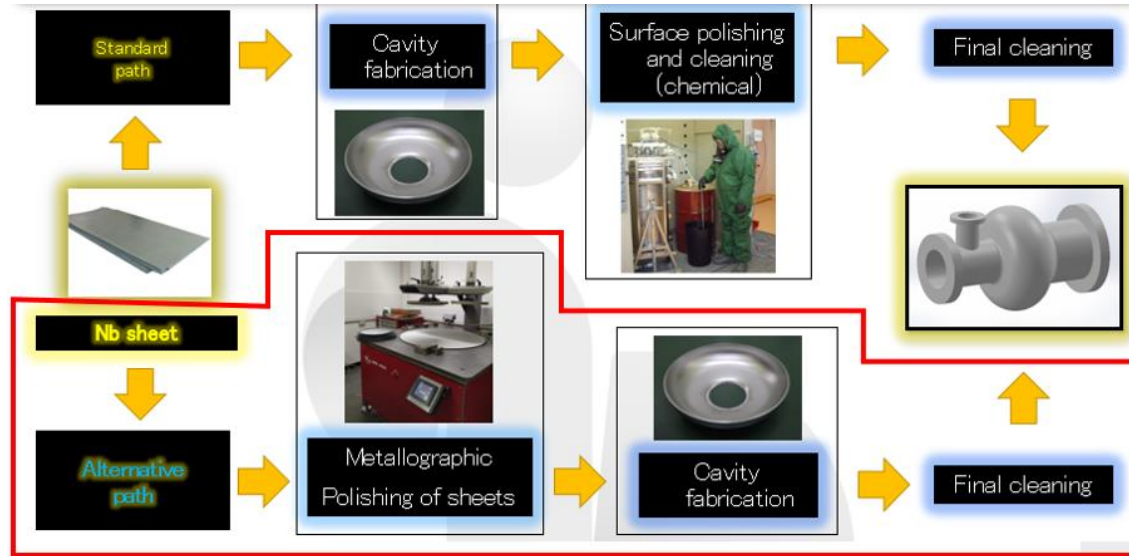 Standard
path
Cavity
fabrication
Surface polishing
and cleaning
(chemical)
Final cleaning
Nb sheet
Alternative
path
Metallographic
Polishing of sheets
Cavity
fabrication
Final cleaning